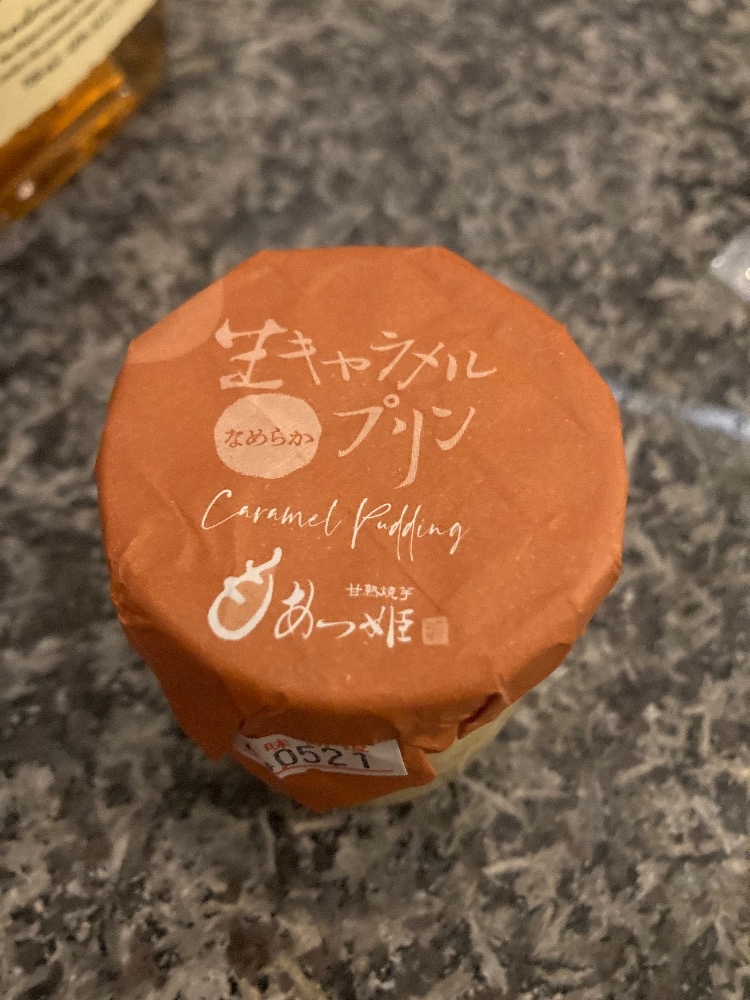 生キャラメル
なめらか プリン
Caramel Pudding
甘熟焼芋
あつ姫
0521